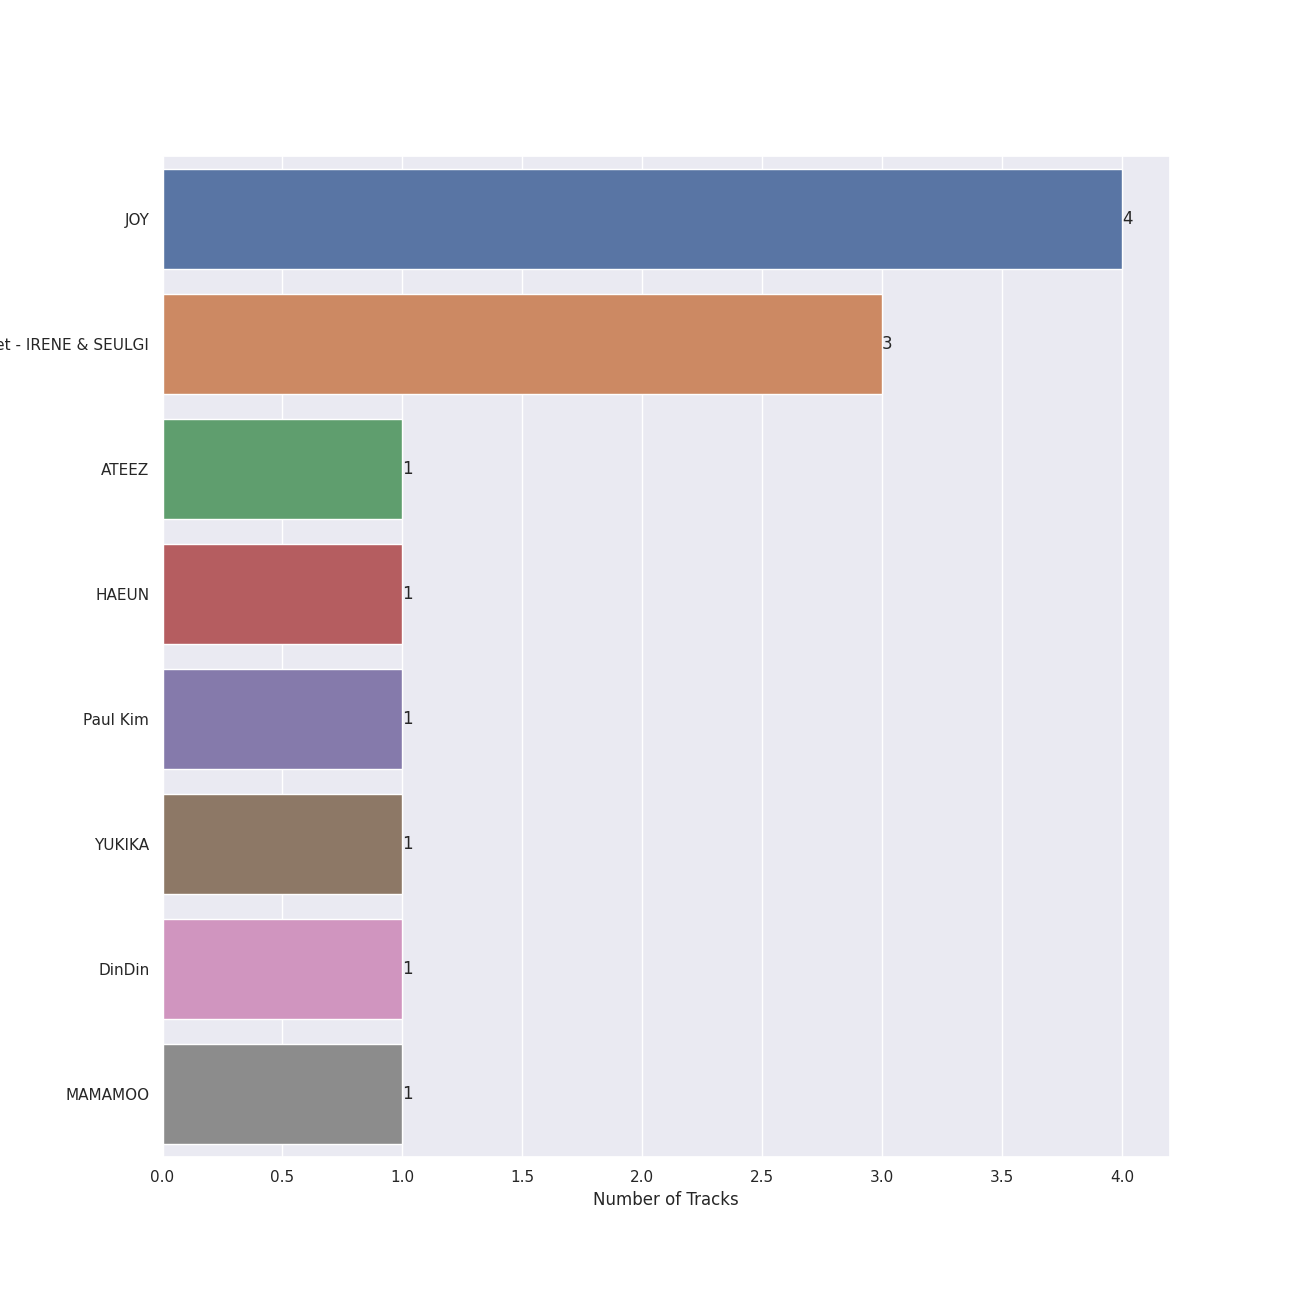 JOY
4
et - IRENE & SEULGI
3
ATEEZ
1
HAEUN
1
Paul Kim
1
YUKIKA
1
DinDin
1
MAMAMOO
1
0.0 0.5 1.0 1.5 2.0 2.5 3.0 3.5 4.0
Number of Tracks